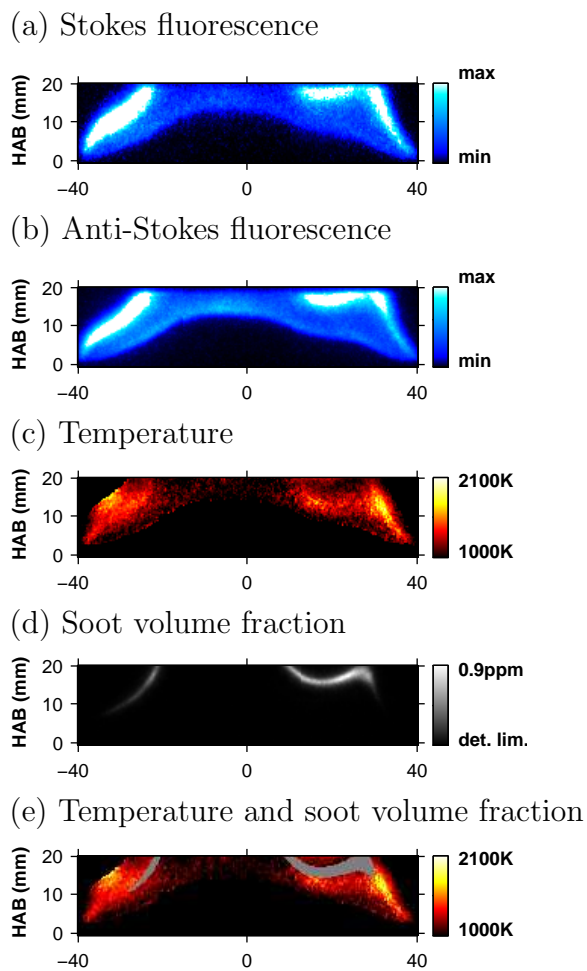 (a) Stokes fluorescence
HAB (mm)
20
10
0
−40
0
40
max
min
(b) Anti-Stokes fluorescence
HAB (mm)
20
10
0
−40
0
40
max
min
(c) Temperature
HAB (mm)
20
10
0
−40
0
40
2100K
1000K
(d) Soot volume fraction
HAB (mm)
20
10
0
−40
0
40
0.9ppm
det. lim.
(e) Temperature and soot volume fraction
HAB (mm)
20
10
0
−40
0
40
2100K
1000K